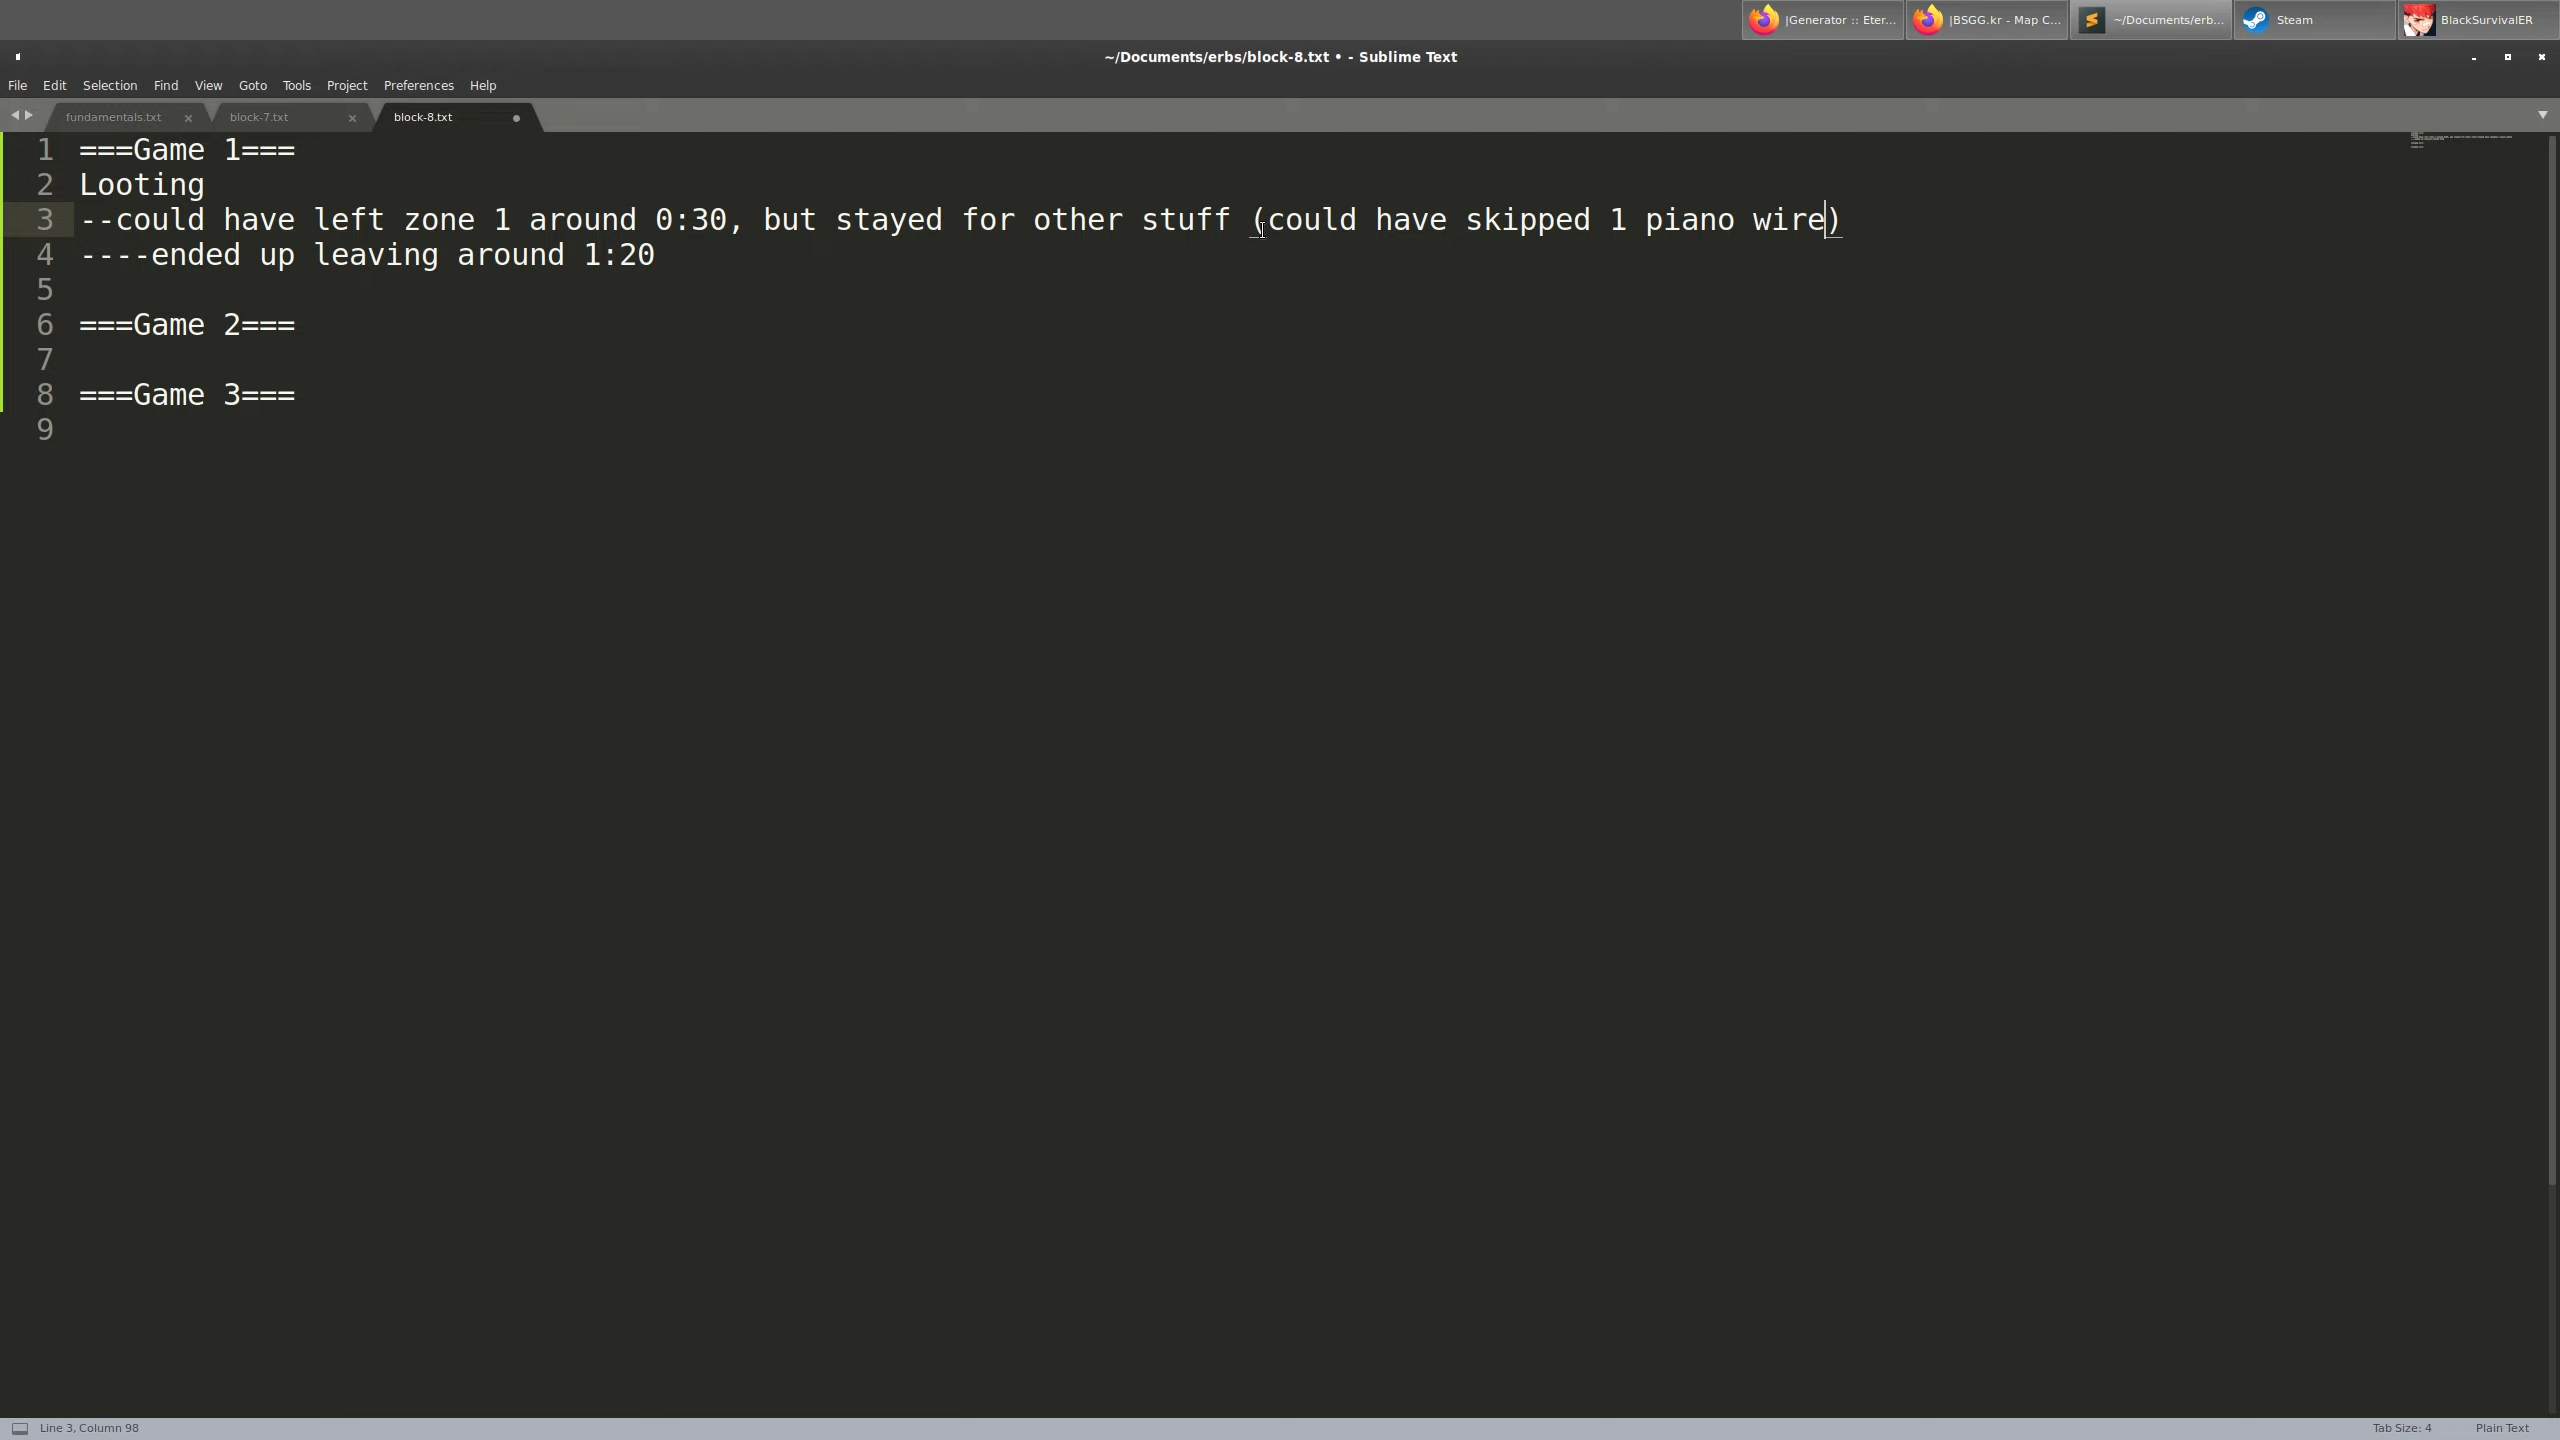 |Generator :: Eter...
|BSGG.kr - Map C...
~/Documents/erb...
Steam
BlackSurvivalER
~/Documents/erbs/block-8.txt • - Sublime Text
File Edit Selection Find View Goto Tools Project Preferences Help
fundamentals.txt
block-7.txt
block-8.txt
1 ===Game 1===
2 Looting
3 --could have left zone 1 around 0:30, but stayed for other stuff (could have skipped 1 piano wire)
4 ----ended up leaving around 1:20
5
6 ===Game 2===
7
8 ===Game 3===
9
Line 3, Column 98
Tab Size: 4
Plain Text